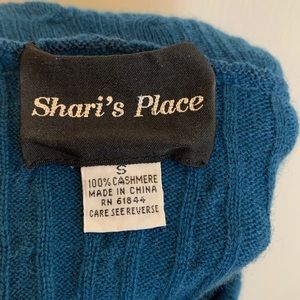 Shari's Place
S
100% CASHMERE
MADE IN CHINA
RN 61844
CARE SEE REVERSE